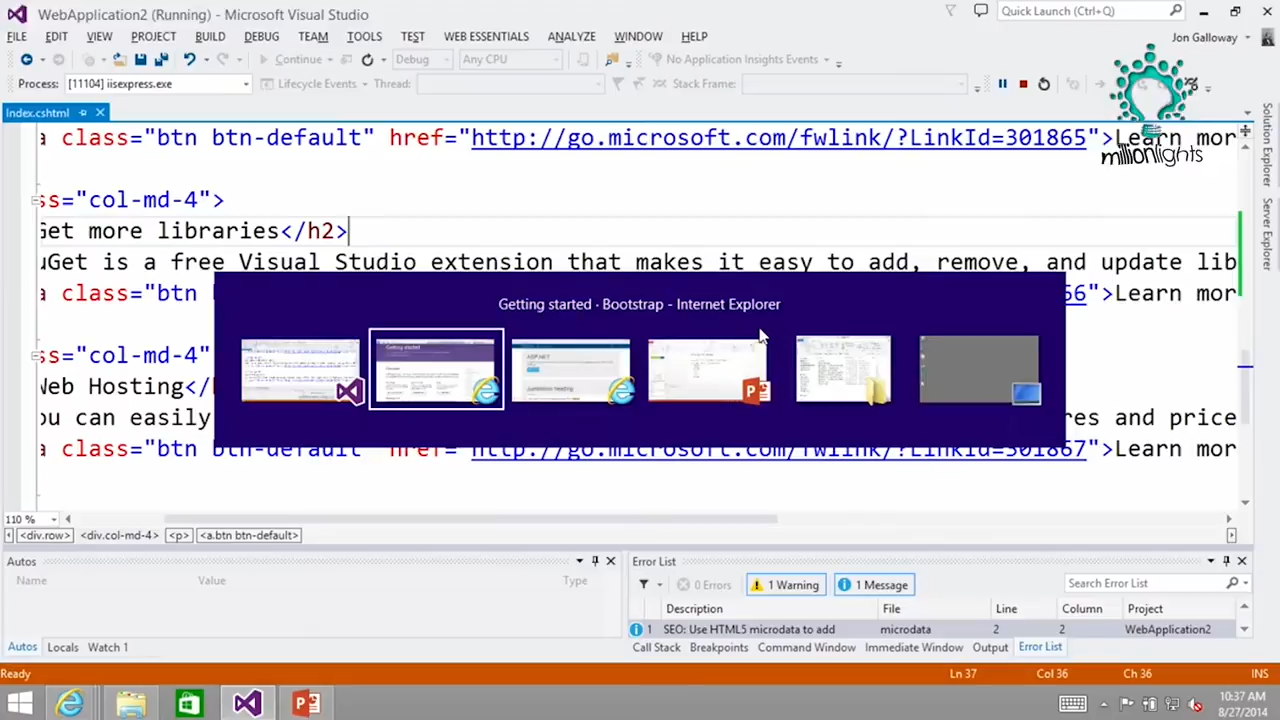 WebApplication2 (Running) - Microsoft Visual Studio
Quick Launch (Ctrl+Q)
FILE EDIT VIEW PROJECT BUILD DEBUG TEAM TOOLS TEST WEB ESSENTIALS ANALYZE WINDOW HELP
Jon Galloway
Continue Debug Any CPU No Application Insights Events
Process: [11104] iisexpress.exe Lifecycle Events Thread: Stack Frame:
Index.cshtml
a class="btn btn-default" href="http://go.microsoft.com/fwlink/?LinkId=301865">Learn mor
millionlights
ss="col-md-4">
Get more libraries</h2>
uGet is a free Visual Studio extension that makes it easy to add, remove, and update lib
a class="btn 66">Learn mor
Getting started · Bootstrap - Internet Explorer
Getting started
ASP.NET
ss="col-md-4"
Web Hosting</h
ou can easily res and price
a class="btn btn-default" href="http://go.microsoft.com/fwlink/?LinkId=301867">Learn mor
Solution Explorer
Server Explorer
110 %
<div.row> <div.col-md-4> <p> <a.btn btn-default>
Autos
Name Value Type
Error List
0 Errors 1 Warning 1 Message Search Error List
Description File Line Column Project
1 SEO: Use HTML5 microdata to add microdata 2 2 WebApplication2
Autos Locals Watch 1
Call Stack Breakpoints Command Window Immediate Window Output Error List
Ready Ln 37 Col 36 Ch 36 INS
10:37 AM
8/27/2014